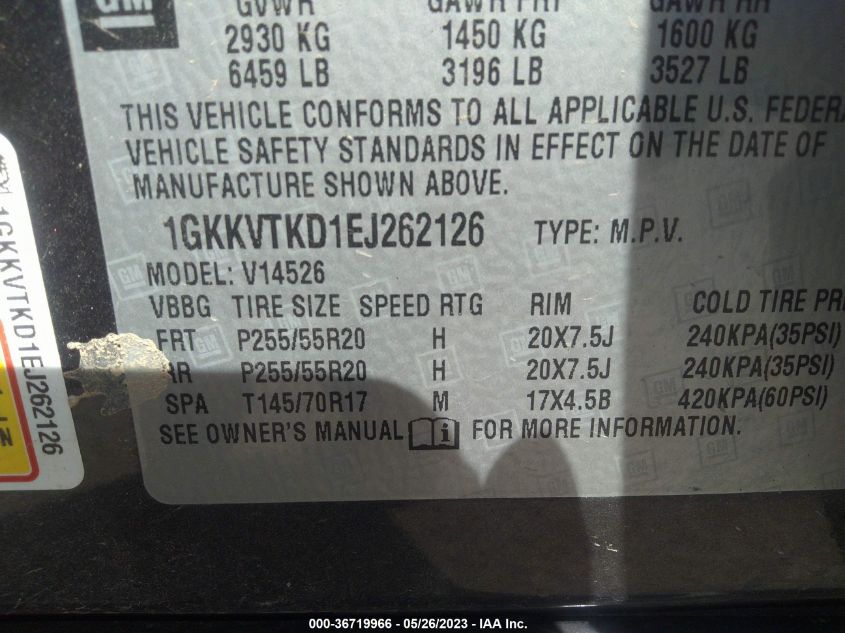 GM
GVWR GAWR FRT GAWR RR
2930 KG 1450 KG 1600 KG
6459 LB 3196 LB 3527 LB
THIS VEHICLE CONFORMS TO ALL APPLICABLE U.S. FEDERA
VEHICLE SAFETY STANDARDS IN EFFECT ON THE DATE OF
MANUFACTURE SHOWN ABOVE.
1GKKVTKD1EJ262126 TYPE: M.P.V.
MODEL: V14526
VBBG TIRE SIZE SPEED RTG RIM COLD TIRE PRE
FRT P255/55R20 H 20X7.5J 240KPA(35PSI)
RR P255/55R20 H 20X7.5J 240KPA(35PSI)
SPA T145/70R17 M 17X4.5B 420KPA(60PSI)
SEE OWNER'S MANUAL i FOR MORE INFORMATION.
1GKKVTKD1EJ262126
000-36719966 - 05/26/2023 - IAA Inc.